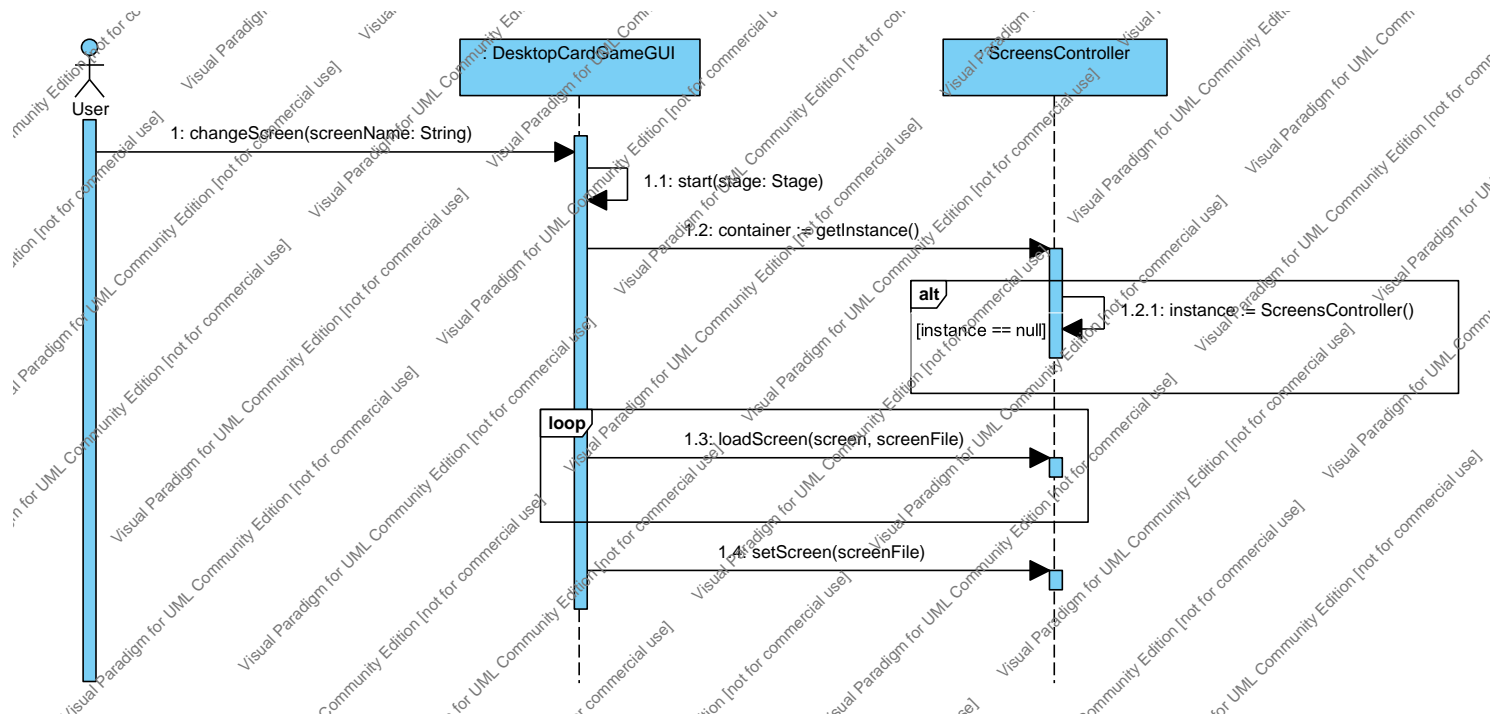 User
: DesktopCardGameGUI
ScreensController
1: changeScreen(screenName: String)
1.1: start(stage: Stage)
1.2: container := getInstance()
alt
1.2.1: instance := ScreensController()
[instance == null]
loop
1.3: loadScreen(screen, screenFile)
1.4: setScreen(screenFile)
Visual Paradigm for UML Community Edition [not for commercial use]